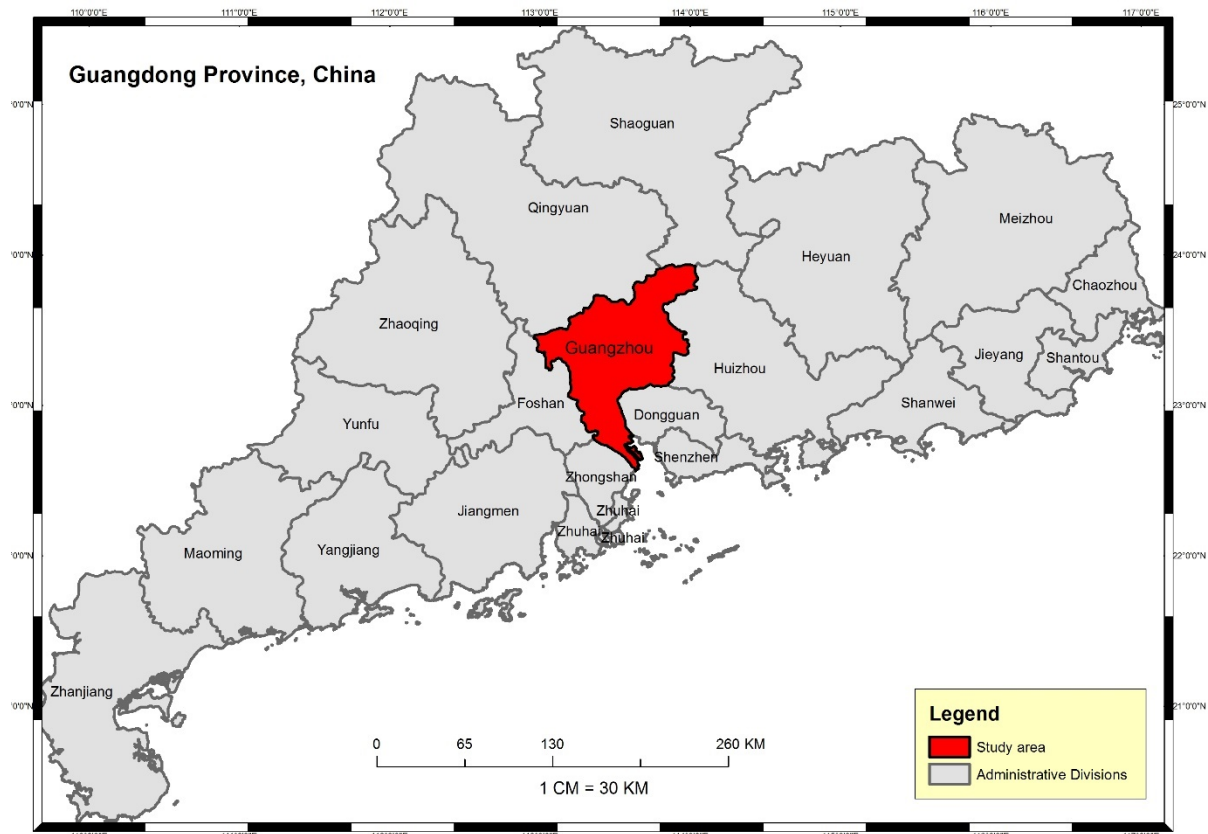 110°0'0"E 111°0'0"E 112°0'0"E 113°0'0"E 114°0'0"E 115°0'0"E 116°0'0"E 117°0'0"E
Guangdong Province, China
25°0'0"N
Shaoguan
Qingyuan
Meizhou
Heyuan
24°0'0"N
Chaozhou
Zhaoqing
Guangzhou
Huizhou
Jieyang
Shantou
Foshan
Dongguan
Shanwei
23°0'0"N
Yunfu
Shenzhen
Zhongshan
Jiangmen
Zhuhai
Zhuhai
Zhuhai
Maoming
Yangjiang
22°0'0"N
Zhanjiang
21°0'0"N
Legend
Study area
Administrative Divisions
0 65 130 260 KM
1 CM = 30 KM